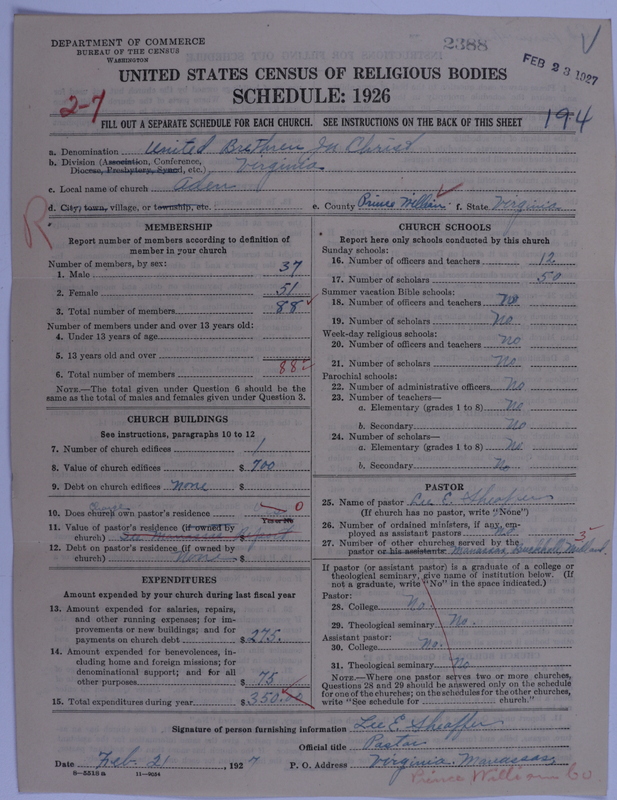 DEPARTMENT OF COMMERCE
BUREAU OF THE CENSUS
WASHINGTON
2388
FEB 23 1927
UNITED STATES CENSUS OF RELIGIOUS BODIES
SCHEDULE: 1926
2-7
194
FILL OUT A SEPARATE SCHEDULE FOR EACH CHURCH. SEE INSTRUCTIONS ON THE BACK OF THIS SHEET
a. Denomination United Brethren In Christ
b. Division (Association, Conference, Diocese, Presbytery, Synod, etc.) Virginia
c. Local name of church Aden
d. City, town, village, or township, etc.
e. County Prince William f. State Virginia
R
MEMBERSHIP
Report number of members according to definition of
member in your church
Number of members, by sex:
1. Male 37
2. Female 51
3. Total number of members 88
Number of members under and over 13 years old:
4. Under 13 years of age
5. 13 years old and over
6. Total number of members 88
NOTE.—The total given under Question 6 should be the
same as the total of males and females given under Question 3.
CHURCH BUILDINGS
See instructions, paragraphs 10 to 12
7. Number of church edifices 1
8. Value of church edifices $ 700
9. Debt on church edifices none $
10. Does church own pastor's residence 0
Yes or No
11. Value of pastor's residence (if owned by
church) See Manassas Report $
12. Debt on pastor's residence (if owned by
church) None $
EXPENDITURES
Amount expended by your church during last fiscal year
13. Amount expended for salaries, repairs,
and other running expenses; for im-
provements or new buildings; and for
payments on church debt $ 275.
14. Amount expended for benevolences, in-
cluding home and foreign missions; for
denominational support; and for all
other purposes $ 75
15. Total expenditures during year $ 350.00
CHURCH SCHOOLS
Report here only schools conducted by this church
Sunday schools:
16. Number of officers and teachers 12
17. Number of scholars 50
Summer vacation Bible schools:
18. Number of officers and teachers No
19. Number of scholars No
Week-day religious schools:
20. Number of officers and teachers No
21. Number of scholars No
Parochial schools:
22. Number of administrative officers No
23. Number of teachers—
a. Elementary (grades 1 to 8) No
b. Secondary No
24. Number of scholars—
a. Elementary (grades 1 to 8) No
b. Secondary No
PASTOR
25. Name of pastor Lee E. Sheaffer
(If church has no pastor, write "None")
26. Number of ordained ministers, if any, em-
ployed as assistant pastors No
27. Number of other churches served by the 3
pastor or his assistants Manassas, Buckhall,
If pastor (or assistant pastor) is a graduate of a college or
theological seminary, give name of institution below. (If
not a graduate, write "No" in the space indicated.)
Pastor:
28. College No
29. Theological seminary No.
Assistant pastor:
30. College No.
31. Theological seminary No
NOTE.—Where one pastor serves two or more churches,
Questions 28 and 29 should be answered only on the schedule
for one of the churches; on the schedules for the other churches,
write "See schedule for church."
Signature of person furnishing information Lee E. Sheaffer
Official title Pastor
Date Feb. 21, 1927 P. O. Address Virginia. Manassas,
8—5518 a 11—9024
Prince William Co